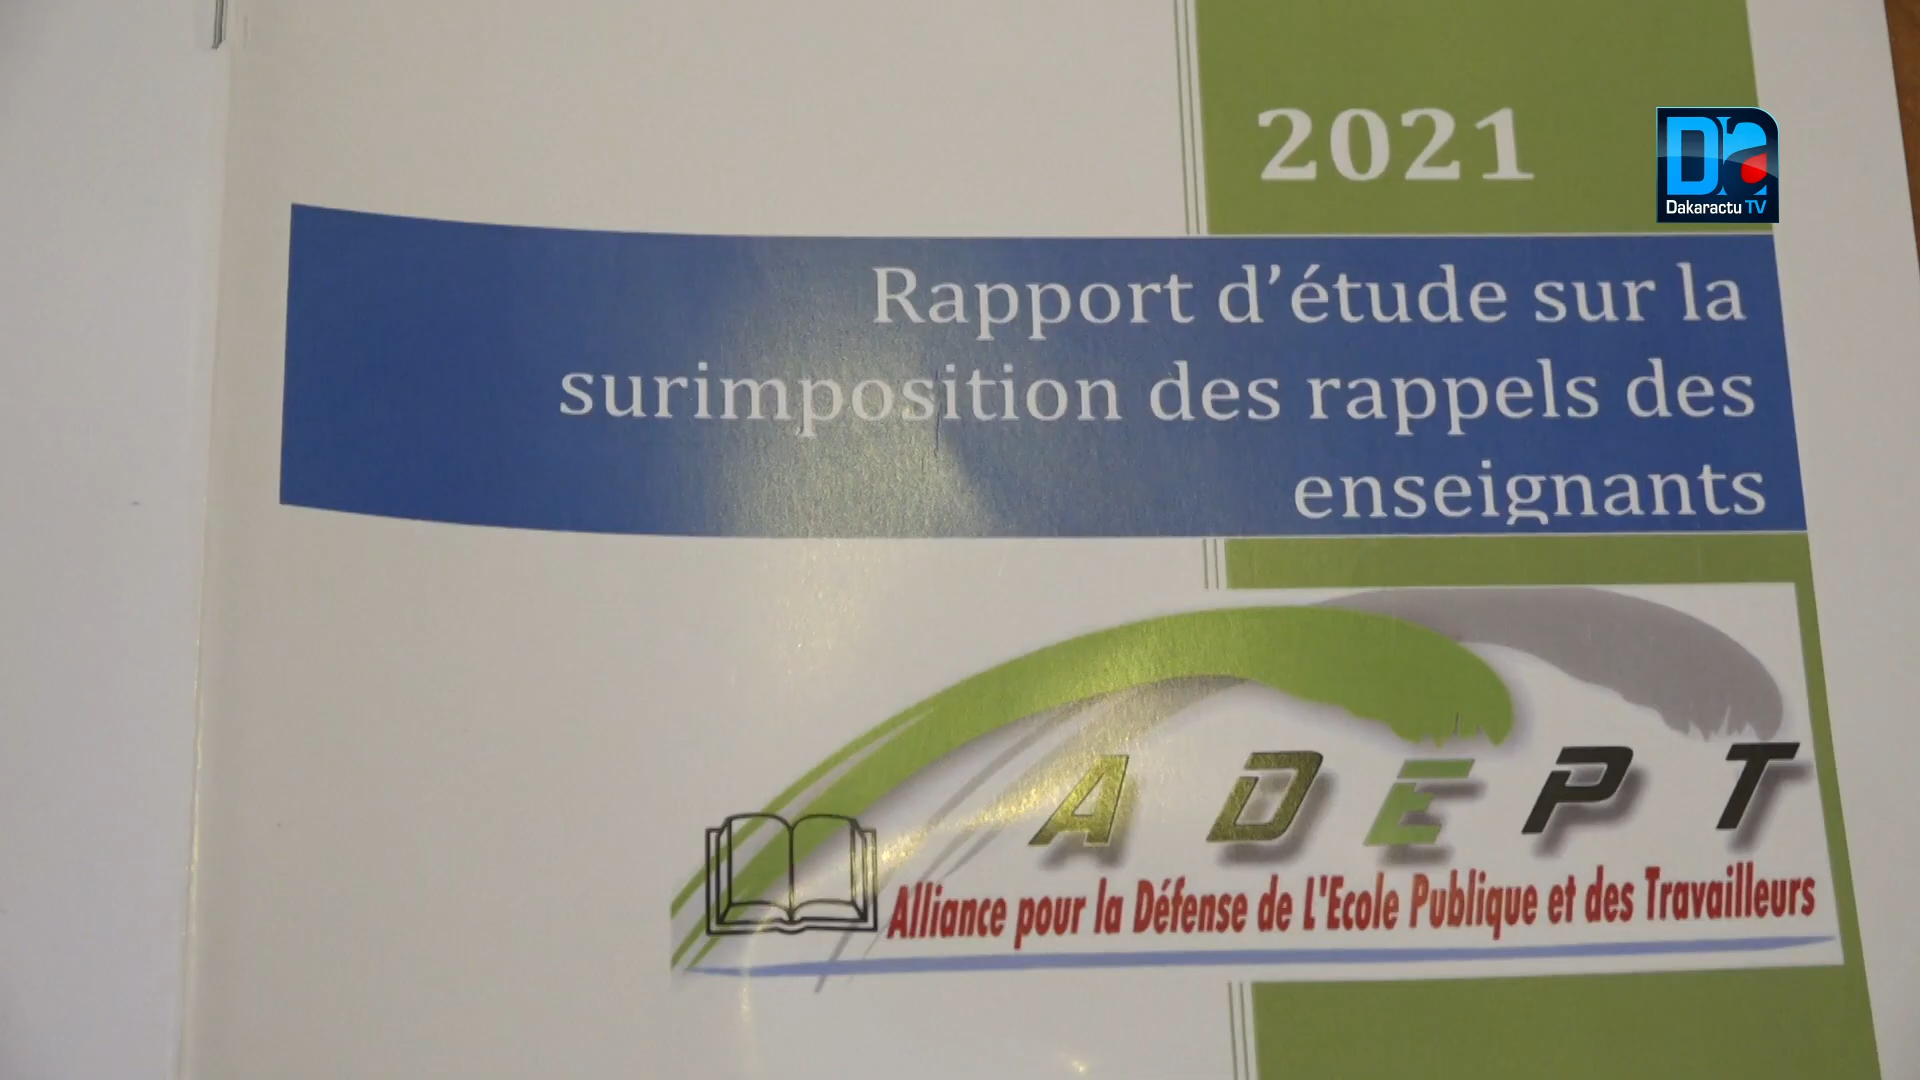 2021
Dakaractu TV
Rapport d'étude sur la
surimposition des rappels des
enseignants
ADEPT
Alliance pour la Défense de L'Ecole Publique et des Travailleurs